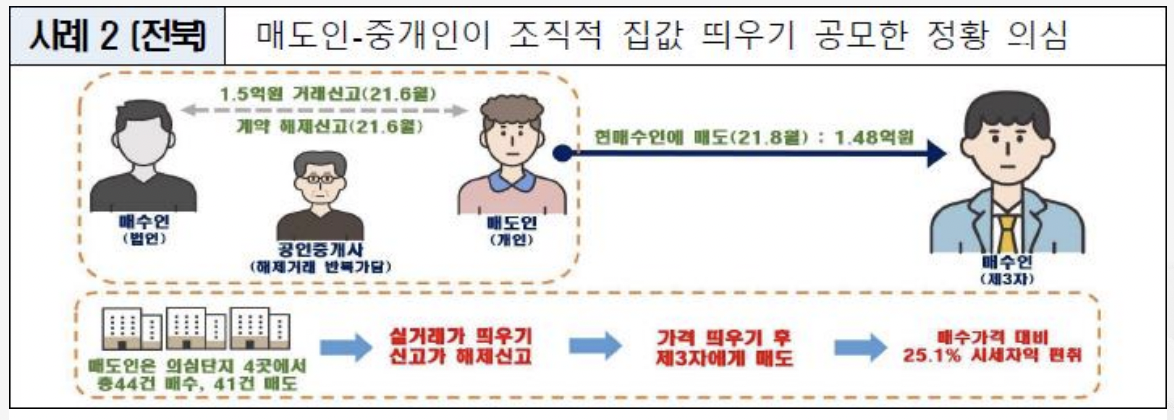 사례 2 (전북)
매도인-중개인이 조직적 집값 띄우기 공모한 정황 의심
1.5억원 거래신고(21.6월)
계약 해제신고(21.6월)
현매수인에 매도(21.8월) : 1.48억원
매수인
(법인)
공인중개사
(해제거래 반복가담)
매도인
(개인)
매수인
(제3자)
매도인은 의심단지 4곳에서
총44건 매수, 41건 매도
실거래가 띄우기
신고가 해제신고
가격 띄우기 후
제3자에게 매도
매수가격 대비
25.1% 시세차익 편취